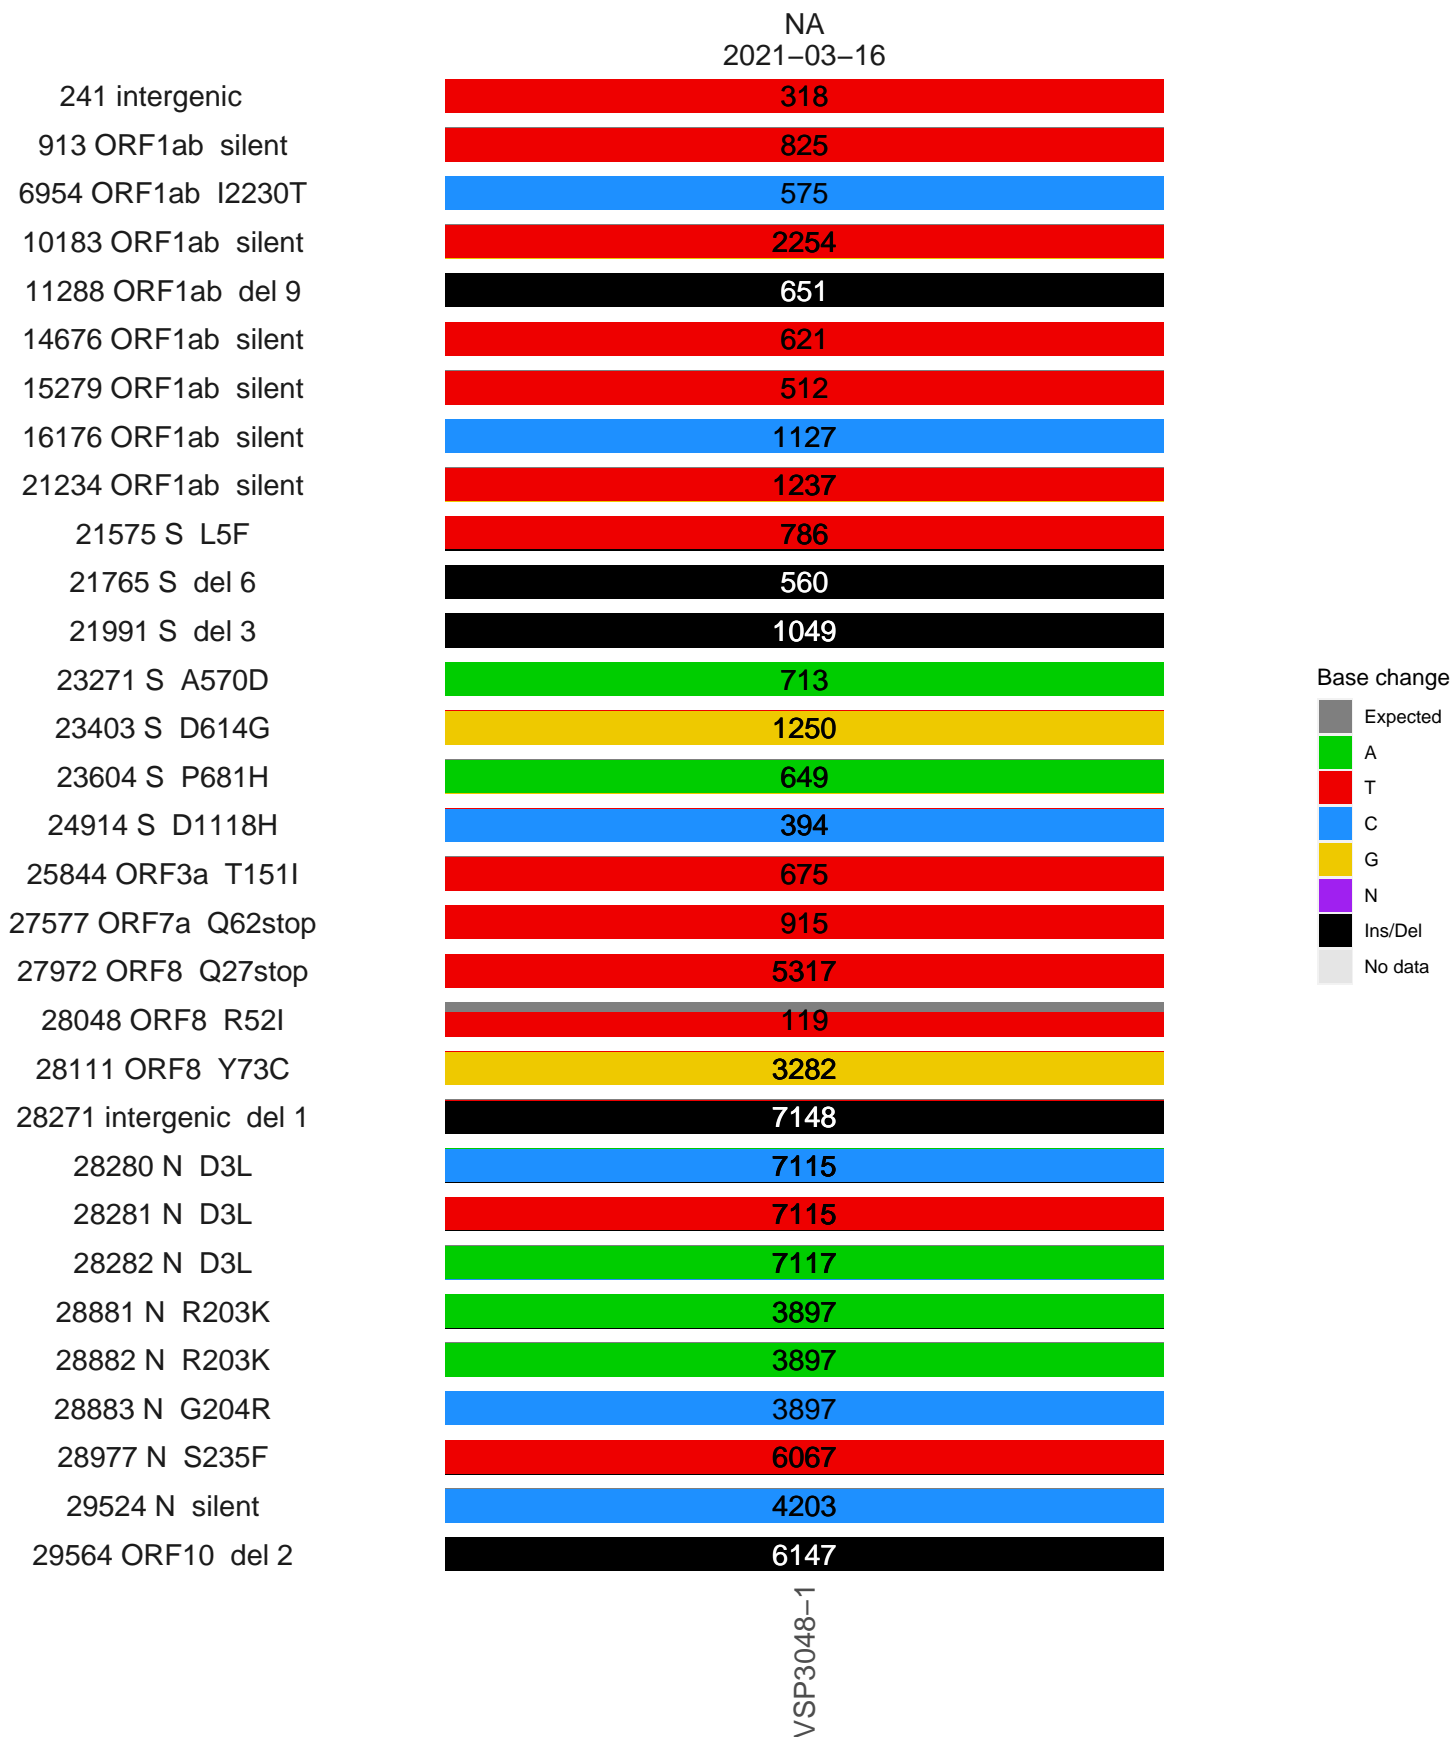 NA
2021−03−16
241 intergenic 318
913 ORF1ab silent 825
6954 ORF1ab I2230T 575
10183 ORF1ab silent 2254
11288 ORF1ab del 9 651
14676 ORF1ab silent 621
15279 ORF1ab silent 512
16176 ORF1ab silent 1127
21234 ORF1ab silent 1237
21575 S L5F 786
21765 S del 6 560
21991 S del 3 1049
23271 S A570D 713
23403 S D614G 1250
23604 S P681H 649
24914 S D1118H 394
25844 ORF3a T151I 675
27577 ORF7a Q62stop 915
27972 ORF8 Q27stop 5317
28048 ORF8 R52I 119
28111 ORF8 Y73C 3282
28271 intergenic del 1 7148
28280 N D3L 7115
28281 N D3L 7115
28282 N D3L 7117
28881 N R203K 3897
28882 N R203K 3897
28883 N G204R 3897
28977 N S235F 6067
29524 N silent 4203
29564 ORF10 del 2 6147
VSP3048−1
Base change
Expected
A
T
C
G
N
Ins/Del
No data